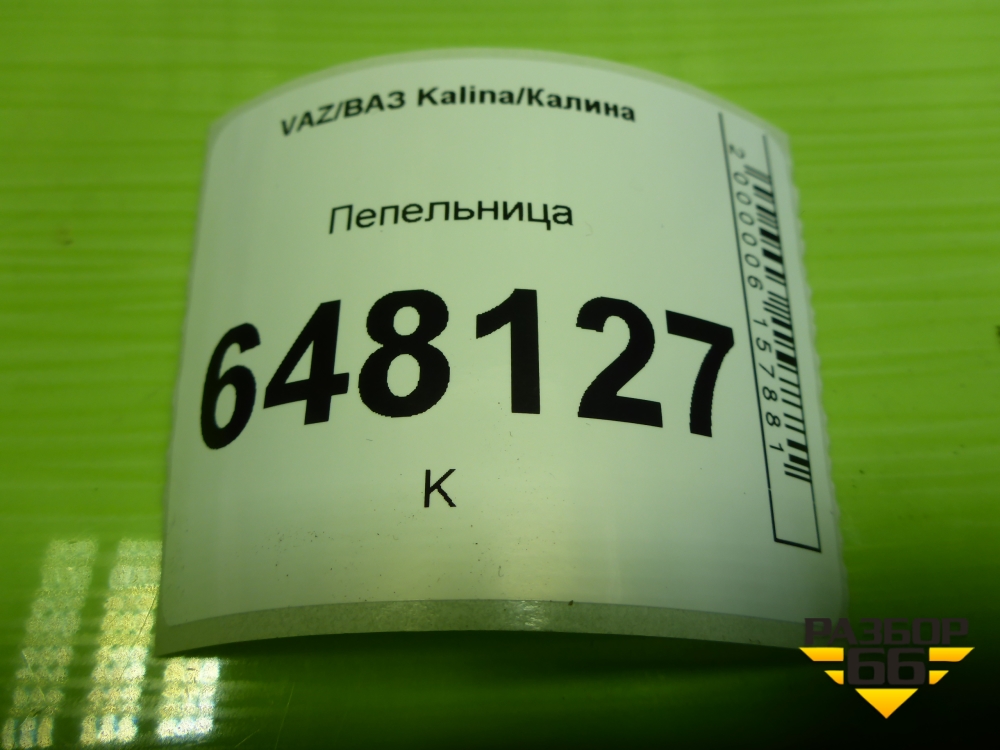 VAZ/ВАЗ Kalina/Калина
Пепельница
648127
К
2000006157881
РАЗБОР
66